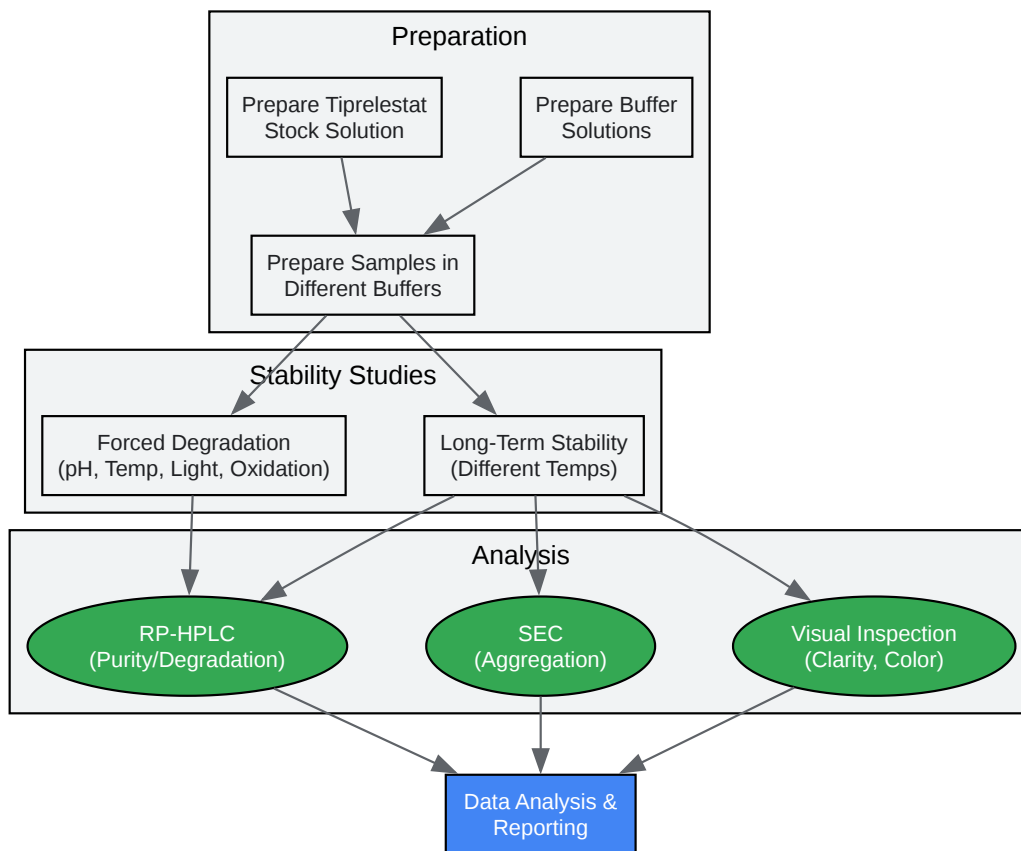 Preparation
Prepare Tiprelestat
Stock Solution
Prepare Buffer
Solutions
Prepare Samples in
Different Buffers
Stability Studies
Forced Degradation
(pH, Temp, Light, Oxidation)
Long-Term Stability
(Different Temps)
Analysis
RP-HPLC
(Purity/Degradation)
SEC
(Aggregation)
Visual Inspection
(Clarity, Color)
Data Analysis &
Reporting